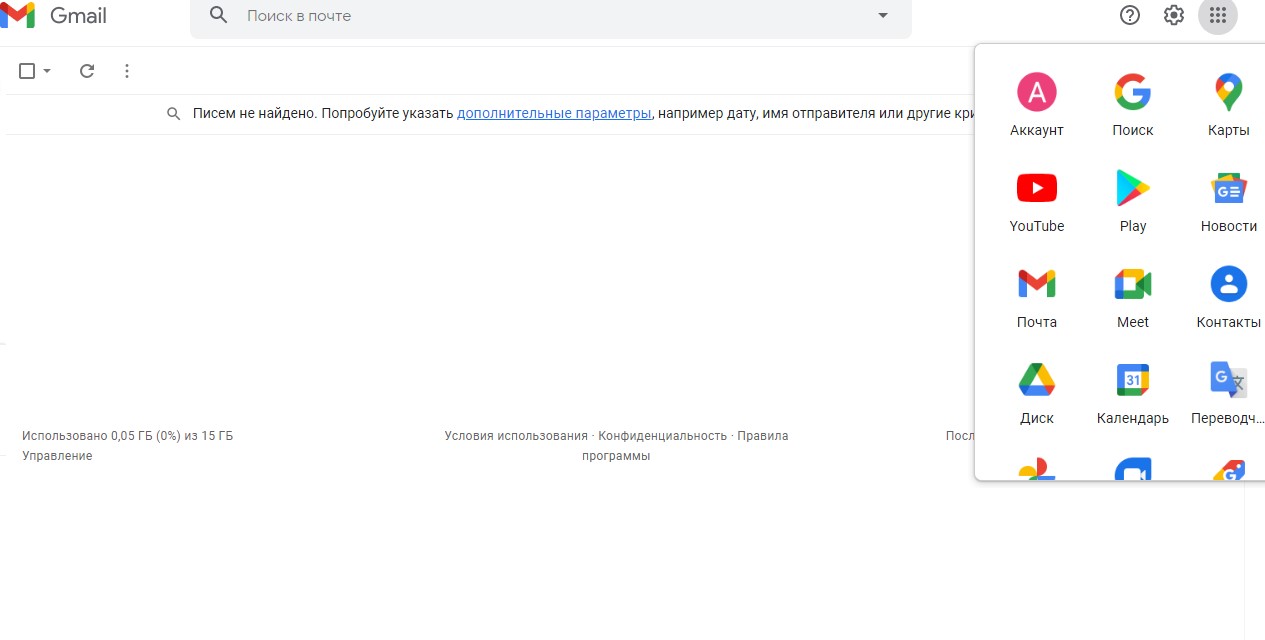 Gmail
Поиск в почте
Писем не найдено. Попробуйте указать дополнительные параметры, например дату, имя отправителя или другие кри
A
Аккаунт
Поиск
Карты
YouTube
Play
Новости
Почта
Meet
Контакты
31
Диск
Календарь
Переводч...
Использовано 0,05 ГБ (0%) из 15 ГБ
Управление
Условия использования · Конфиденциальность · Правила
программы
Посл